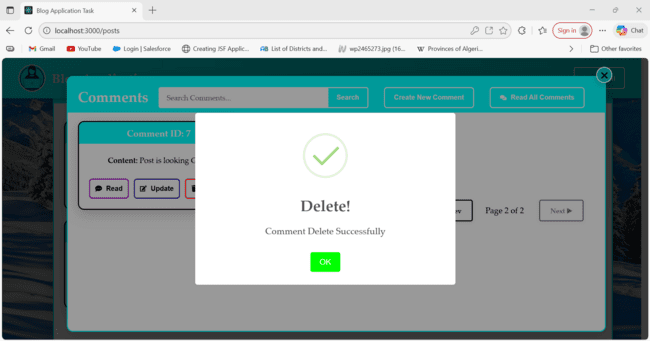 Blog Application Task
localhost:3000/posts
Sign in
Chat
Gmail
YouTube
Login | Salesforce
Creating JSF Applic...
List of Districts and...
wp2465273.jpg (16...
Provinces of Algeri...
Other favorites
Comments
Search Comments...
Search
Create New Comment
Read All Comments
Comment ID: 7
Content: Post is looking
Read
Update
Page 2 of 2
Next
Delete!
Comment Delete Successfully
OK